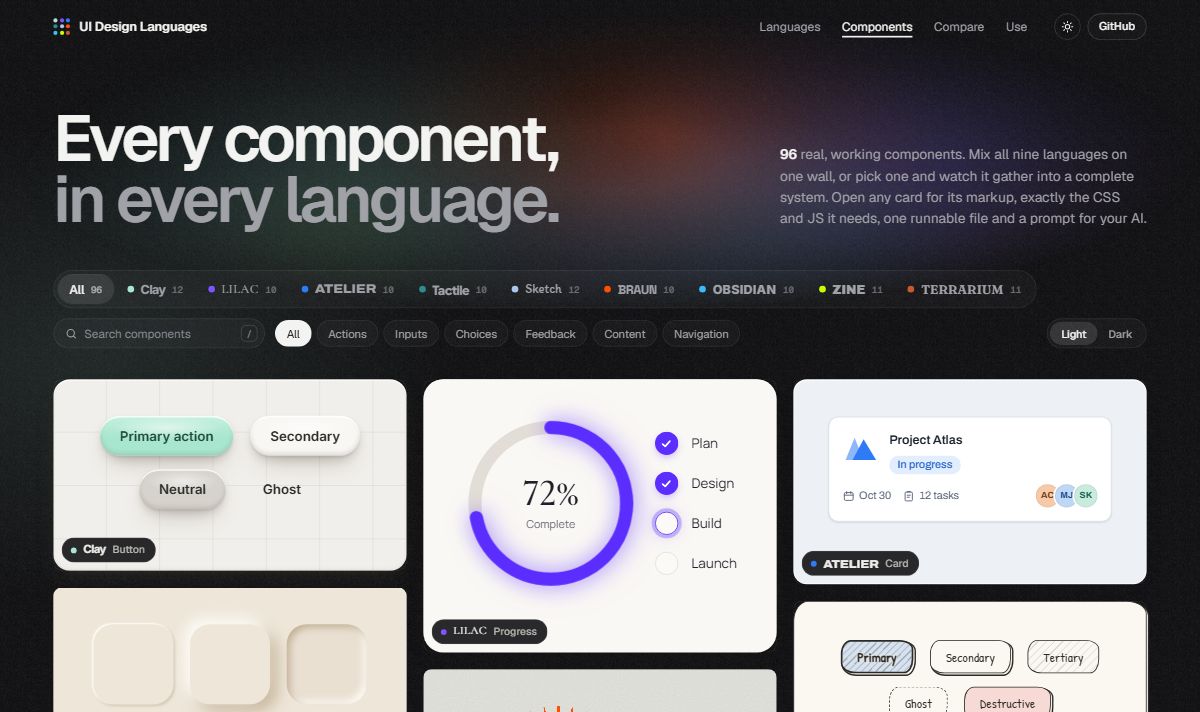 UI Design Languages
Languages Components Compare Use GitHub
Every component,
in every language.
96 real, working components. Mix all nine languages on
one wall, or pick one and watch it gather into a complete
system. Open any card for its markup, exactly the CSS
and JS it needs, one runnable file and a prompt for your AI.
All 96 Clay 12 LILAC 10 ATELIER 10 Tactile 10 Sketch 12 BRAUN 10 OBSIDIAN 10 ZINE 11 TERRARIUM 11
Search components / All Actions Inputs Choices Feedback Content Navigation Light Dark
Primary action Secondary
Neutral Ghost
Clay Button
72%
Complete
Plan
Design
Build
Launch
LILAC Progress
Project Atlas
In progress
Oct 30 12 tasks AC MJ SK
ATELIER Card
Primary Secondary Tertiary
Ghost Destructive